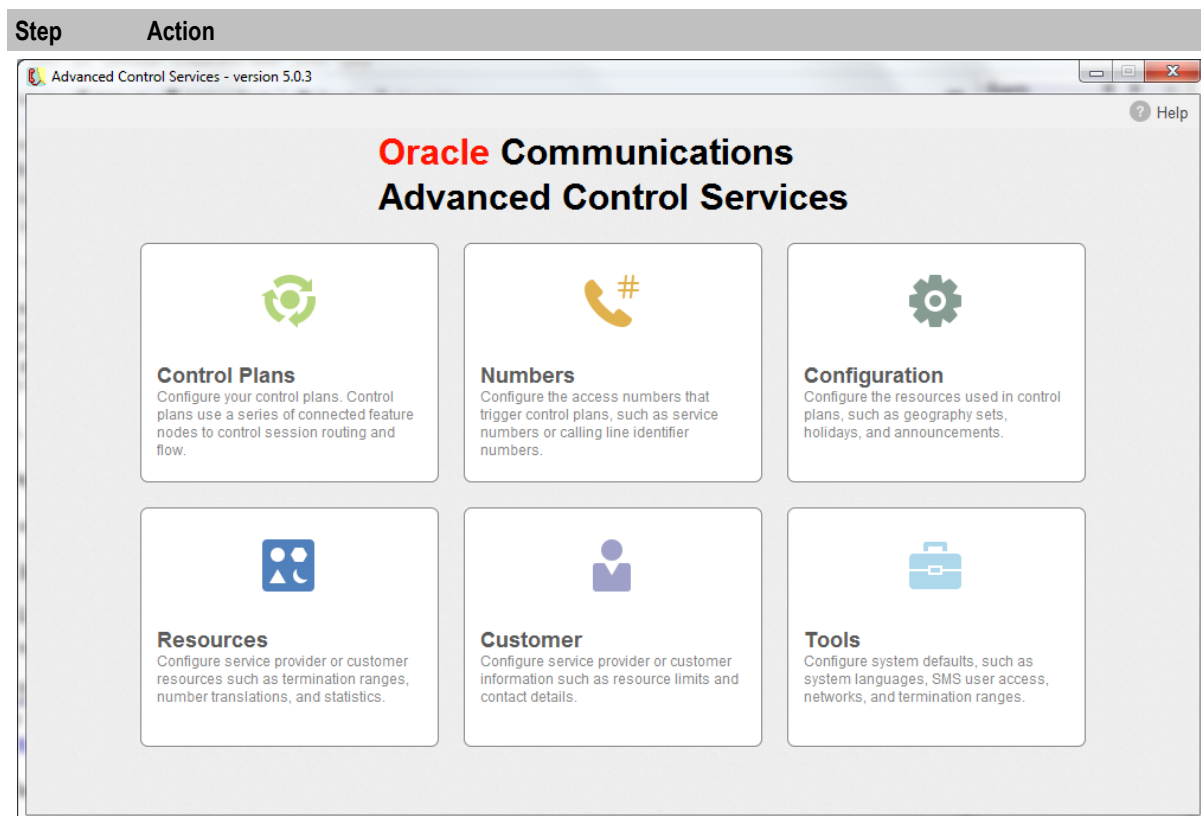 Step Action
Advanced Control Services - version 5.0.3
? Help
Oracle Communications
Advanced Control Services
#
Control Plans
Configure your control plans. Control
plans use a series of connected feature
nodes to control session routing and
flow.
Numbers
Configure the access numbers that
trigger control plans, such as service
numbers or calling line identifier
numbers.
Configuration
Configure the resources used in control
plans, such as geography sets,
holidays, and announcements.
Resources
Configure service provider or customer
resources such as termination ranges,
number translations, and statistics.
Customer
Configure service provider or customer
information such as resource limits and
contact details.
Tools
Configure system defaults, such as
system languages, SMS user access,
networks, and termination ranges.